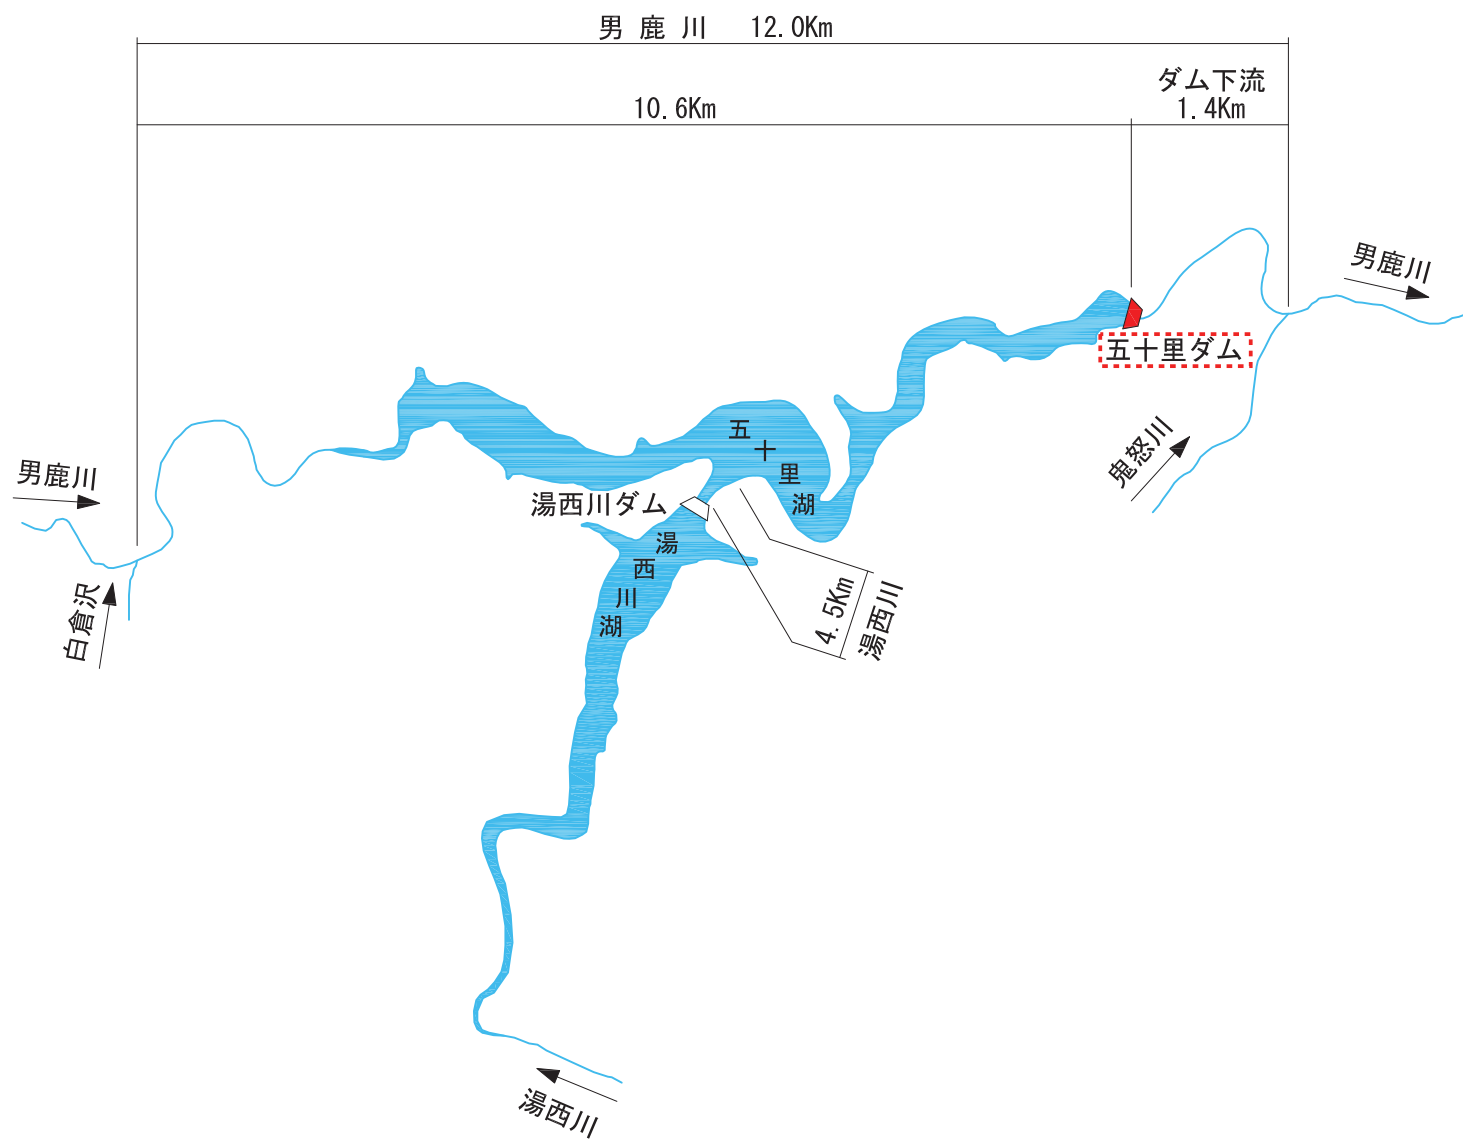 男鹿川 12.0Km
ダム下流
10.6Km
1.4Km
男鹿川
五十里ダム
鬼怒川
五十里湖
男鹿川
湯西川ダム
湯西川湖
4.5Km
湯西川
白倉沢
湯西川